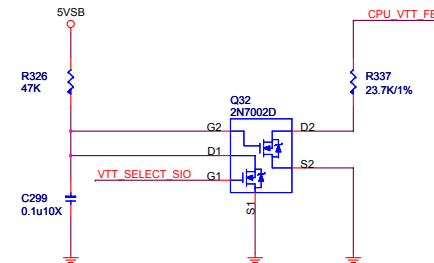 5VSB
CPU_VTT_FE
R326
47K
R337
23.7K/1%
Q32
2N7002D
G2
D2
D1
S2
VTT_SELECT_SIO
G1
S1
C299
0.1u10X